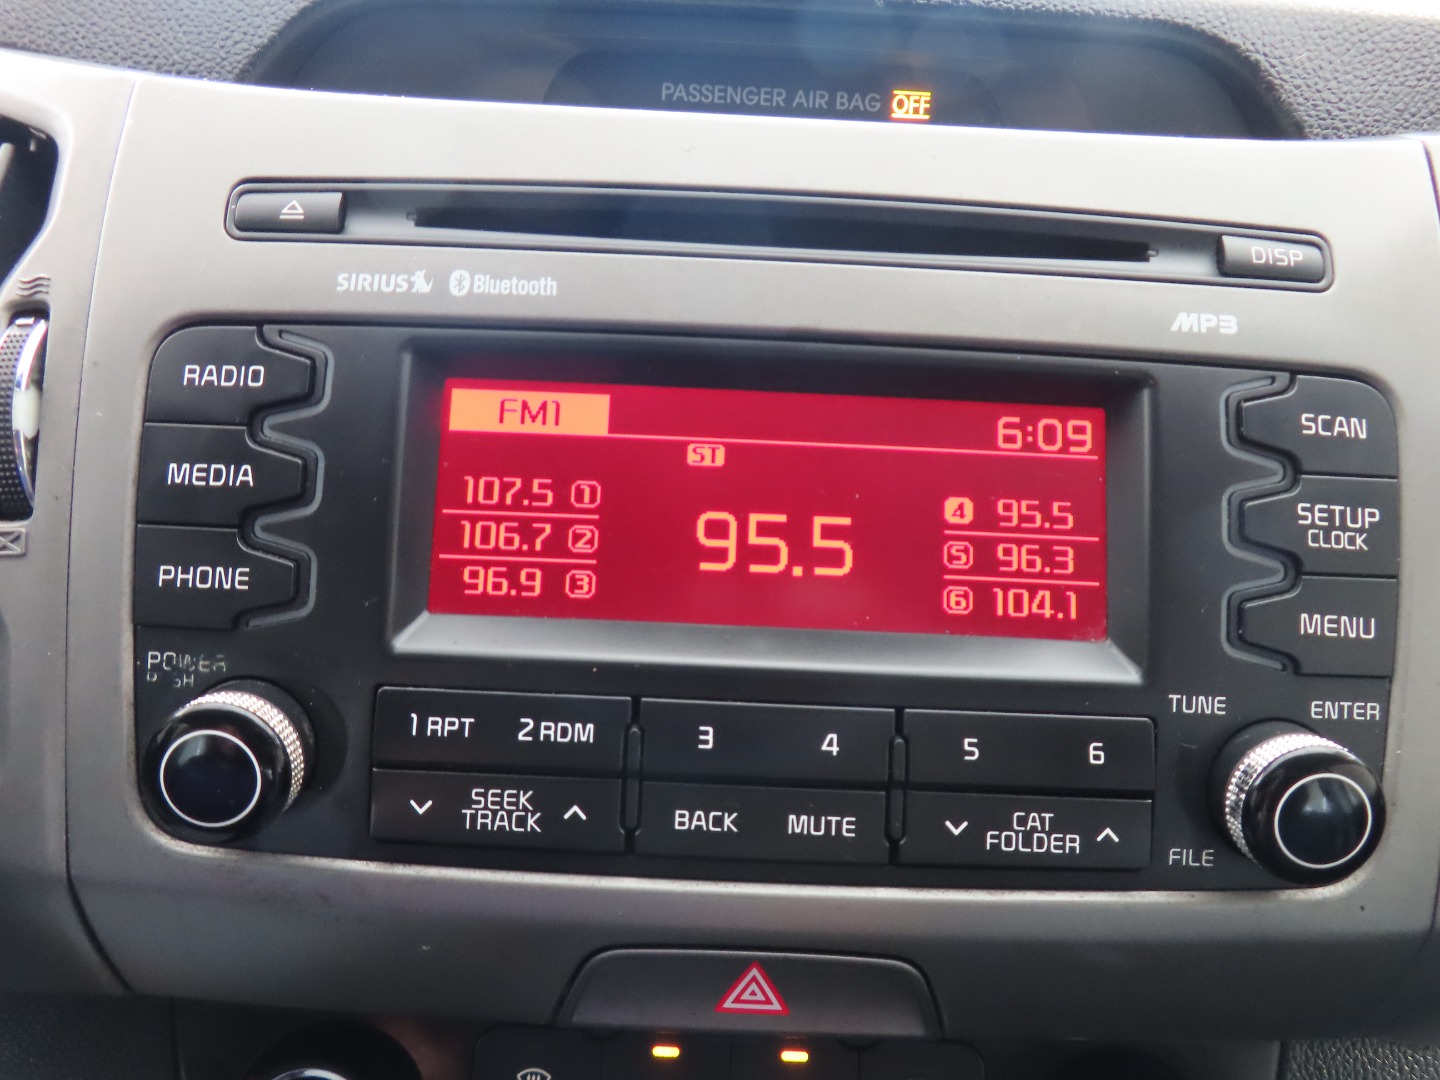 PASSENGER AIR BAG OFF
DISP
SIRIUS Bluetooth
MP3
RADIO
MEDIA
PHONE
FM1 6:09
ST
107.5 1
106.7 2
96.9 3
95.5
4 95.5
5 96.3
6 104.1
SCAN
SETUP
CLOCK
MENU
POWER
TUNE
ENTER
FILE
1 RPT 2 RDM 3 4 5 6
SEEK
TRACK
BACK MUTE
CAT
FOLDER